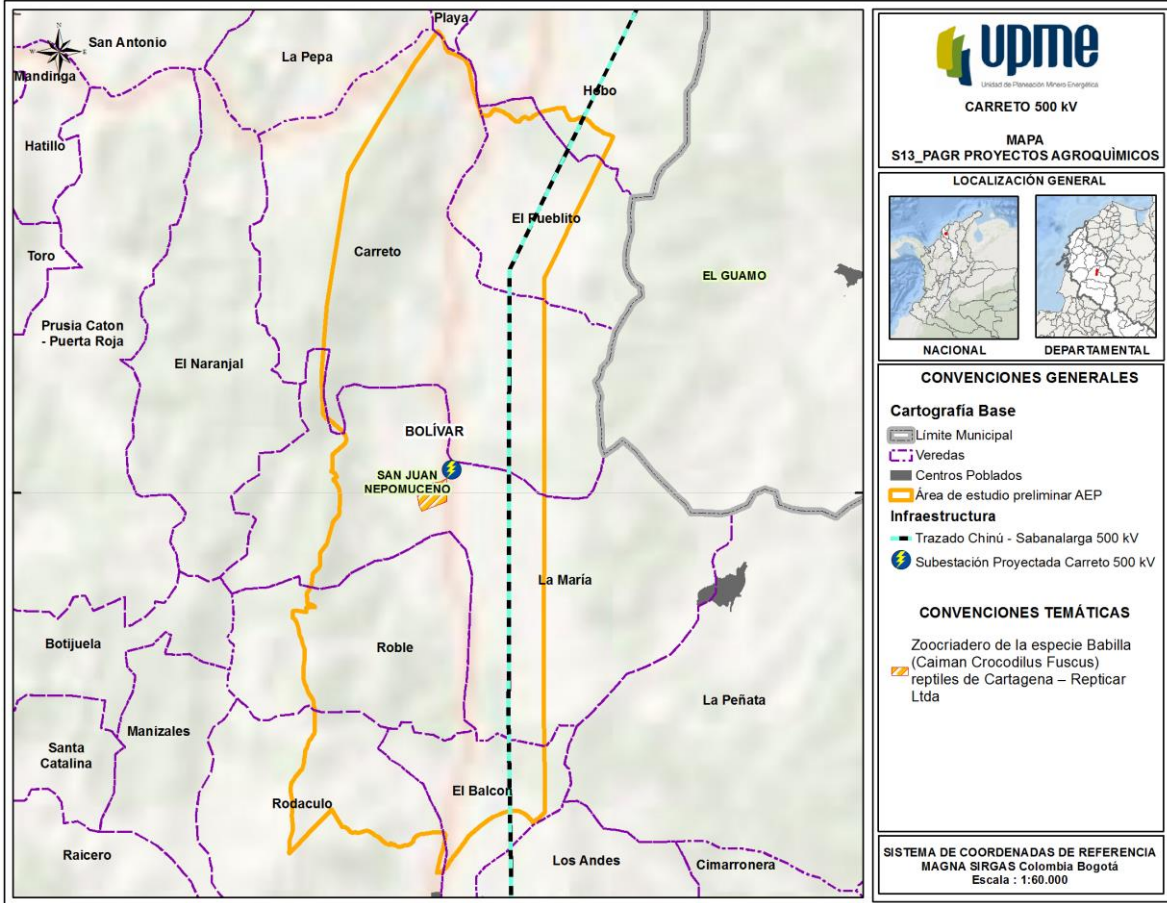 Playa
N
W
E
San Antonio
La Pepa
Mandinga
Hobo
Hatillo
El Pueblito
Carreto
Toro
EL GUAMO
Prusia Caton
- Puerta Roja
El Naranjal
BOLÍVAR
SAN JUAN
NEPOMUCENO
La María
Botijuela
Roble
La Peñata
Manizales
Santa
Catalina
El Balcon
Rodaculo
Raicero
Los Andes
Cimarronera
upme
Unidad de Planeación Minero Energética
CARRETO 500 kV
MAPA
S13_PAGR PROYECTOS AGROQUÌMICOS
LOCALIZACIÓN GENERAL
NACIONAL
DEPARTAMENTAL
CONVENCIONES GENERALES
Cartografía Base
Límite Municipal
Veredas
Centros Poblados
Área de estudio preliminar AEP
Infraestructura
Trazado Chinú - Sabanalarga 500 kV
Subestación Proyectada Carreto 500 kV
CONVENCIONES TEMÁTICAS
Zoocriadero de la especie Babilla
(Caiman Crocodilus Fuscus)
reptiles de Cartagena – Repticar
Ltda
SISTEMA DE COORDENADAS DE REFERENCIA
MAGNA SIRGAS Colombia Bogotá
Escala : 1:60.000